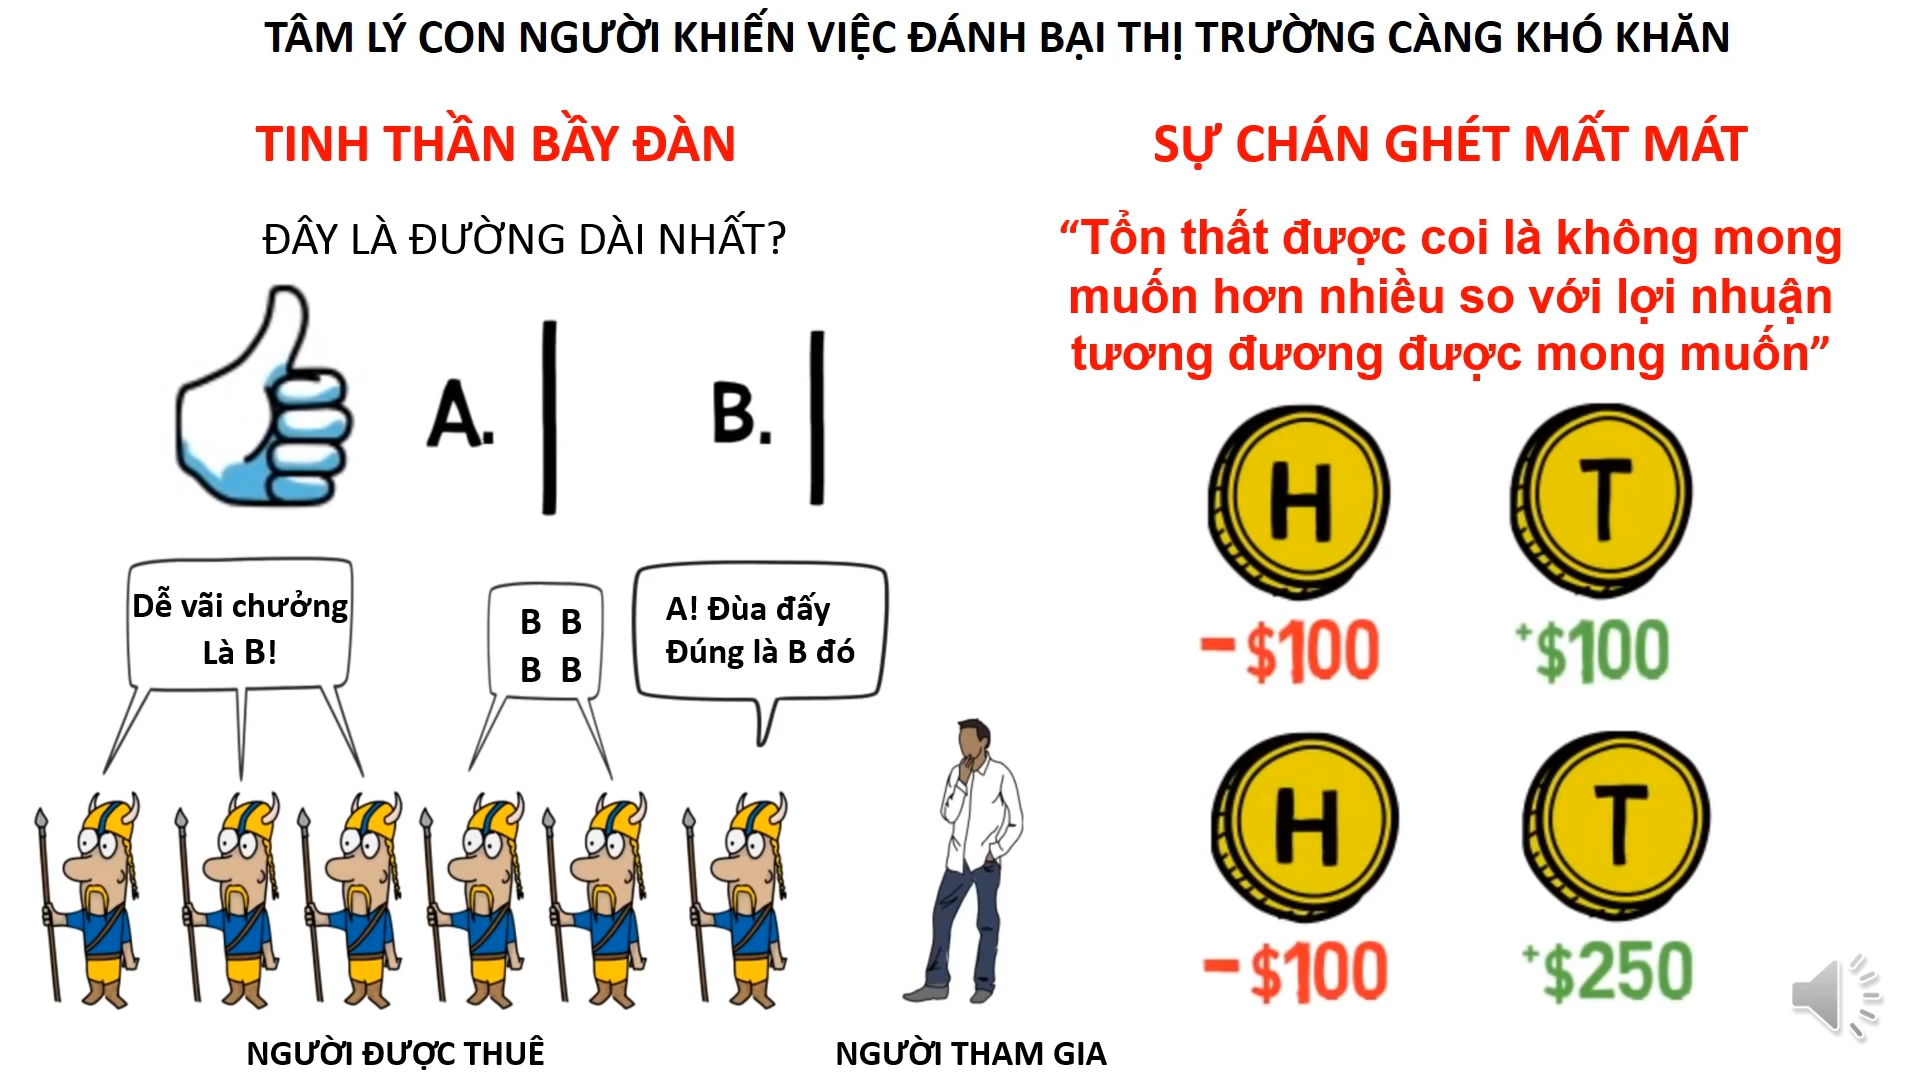 TÂM LÝ CON NGƯỜI KHIẾN VIỆC ĐÁNH BẠI THỊ TRƯỜNG CÀNG KHÓ KHĂN
TINH THẦN BẦY ĐÀN
ĐÂY LÀ ĐƯỜNG DÀI NHẤT?
A.
B.
Dễ vãi chưởng
Là B!
B B
B B
A! Đùa đấy
Đúng là B đó
NGƯỜI ĐƯỢC THUÊ
NGƯỜI THAM GIA
SỰ CHÁN GHÉT MẤT MÁT
“Tổn thất được coi là không mong
muốn hơn nhiều so với lợi nhuận
tương đương được mong muốn”
H
T
-$100
+$100
H
T
-$100
+$250